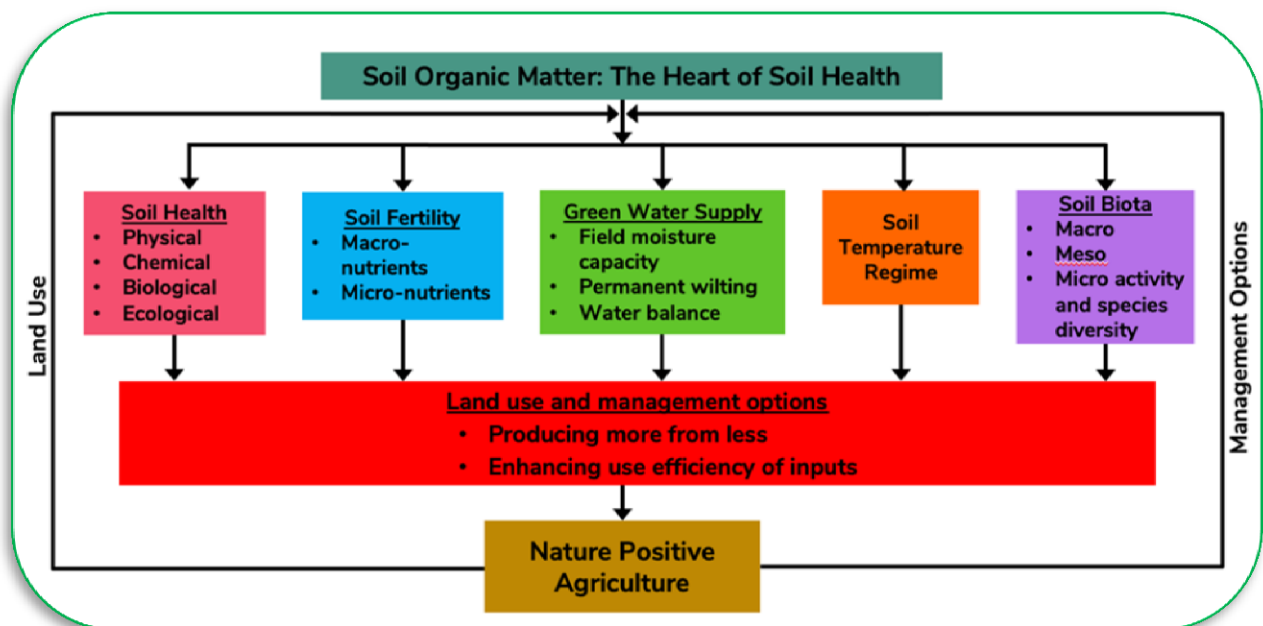 Soil Organic Matter: The Heart of Soil Health
Soil Health
• Physical
• Chemical
• Biological
• Ecological
Soil Fertility
• Macro-
nutrients
• Micro-nutrients
Green Water Supply
• Field moisture
capacity
• Permanent wilting
• Water balance
Soil
Temperature
Regime
Soil Biota
• Macro
• Meso
• Micro activity
and species
diversity
Land Use
Management Options
Land use and management options
• Producing more from less
• Enhancing use efficiency of inputs
Nature Positive
Agriculture